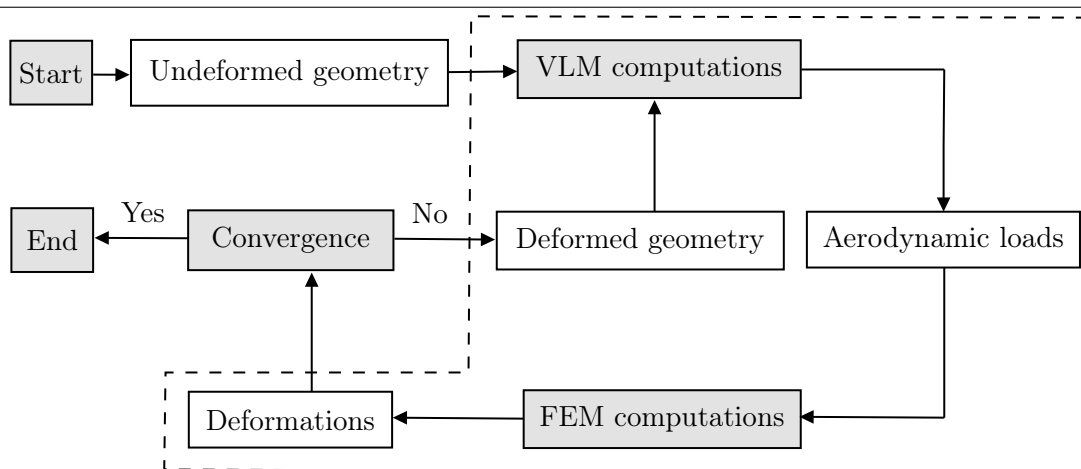 Start
Undeformed geometry
VLM computations
Yes
No
End
Convergence
Deformed geometry
Aerodynamic loads
Deformations
FEM computations